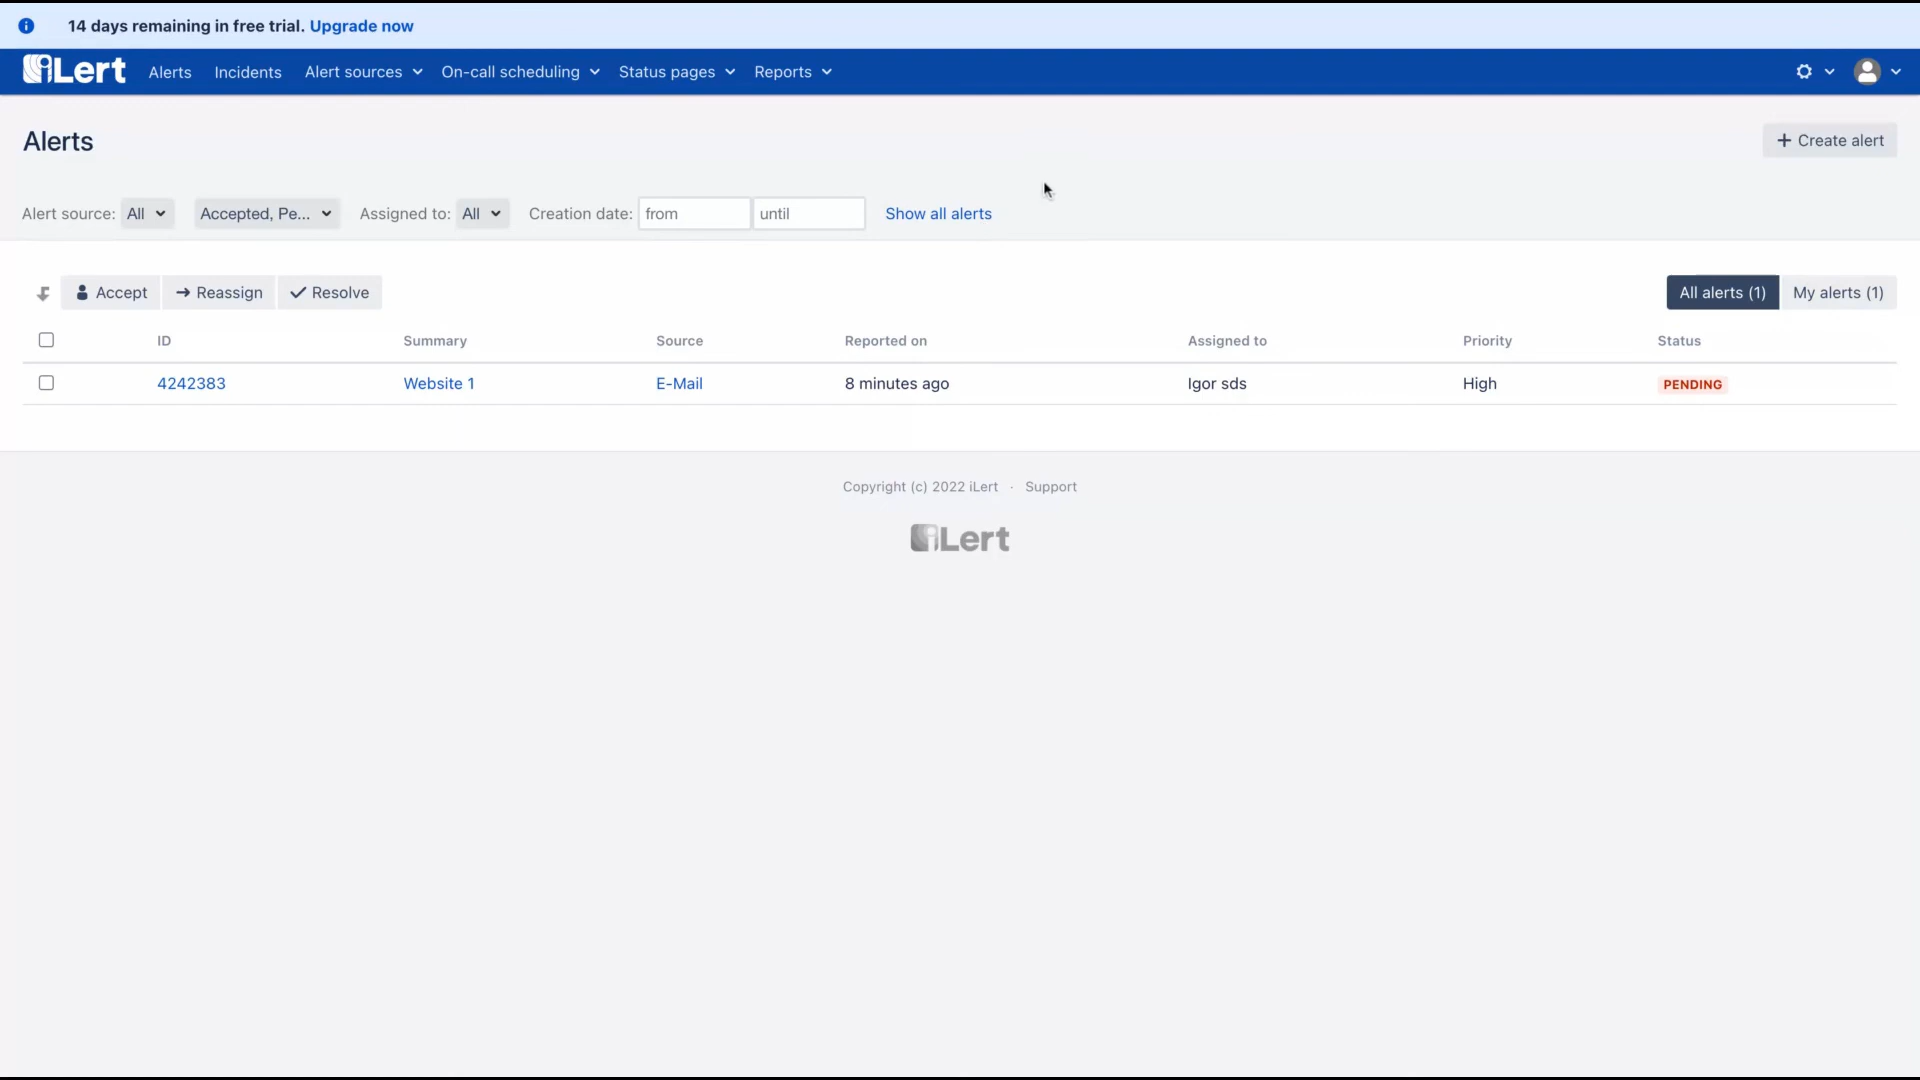 14 days remaining in free trial. Upgrade now
iLert Alerts Incidents Alert sources On-call scheduling Status pages Reports
Alerts
+ Create alert
Alert source: All Accepted, Pe... Assigned to: All Creation date: from until Show all alerts
Accept Reassign Resolve All alerts (1) My alerts (1)
ID Summary Source Reported on Assigned to Priority Status
4242383 Website 1 E-Mail 8 minutes ago Igor sds High PENDING
Copyright (c) 2022 iLert · Support
iLert